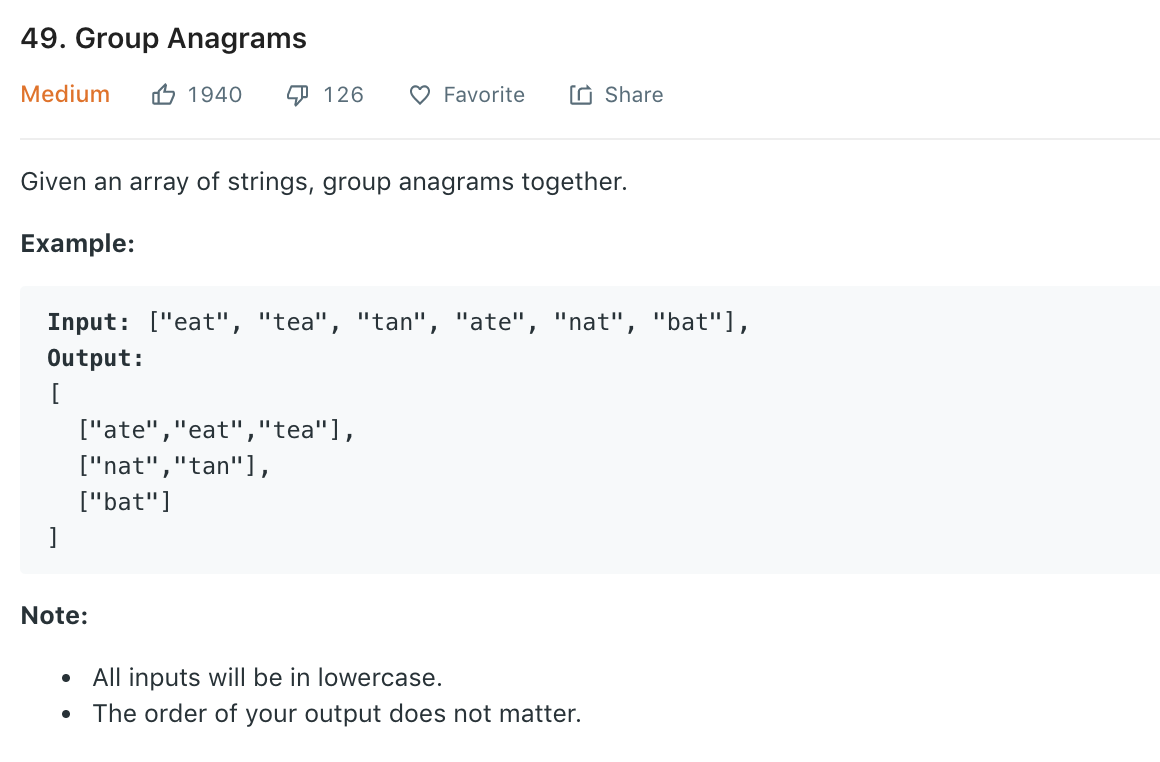 49. Group Anagrams
Medium 1940 126 Favorite Share
Given an array of strings, group anagrams together.
Example:
Input: ["eat", "tea", "tan", "ate", "nat", "bat"],
Output:
[
  ["ate","eat","tea"],
  ["nat","tan"],
  ["bat"]
]
Note:
• All inputs will be in lowercase.
• The order of your output does not matter.